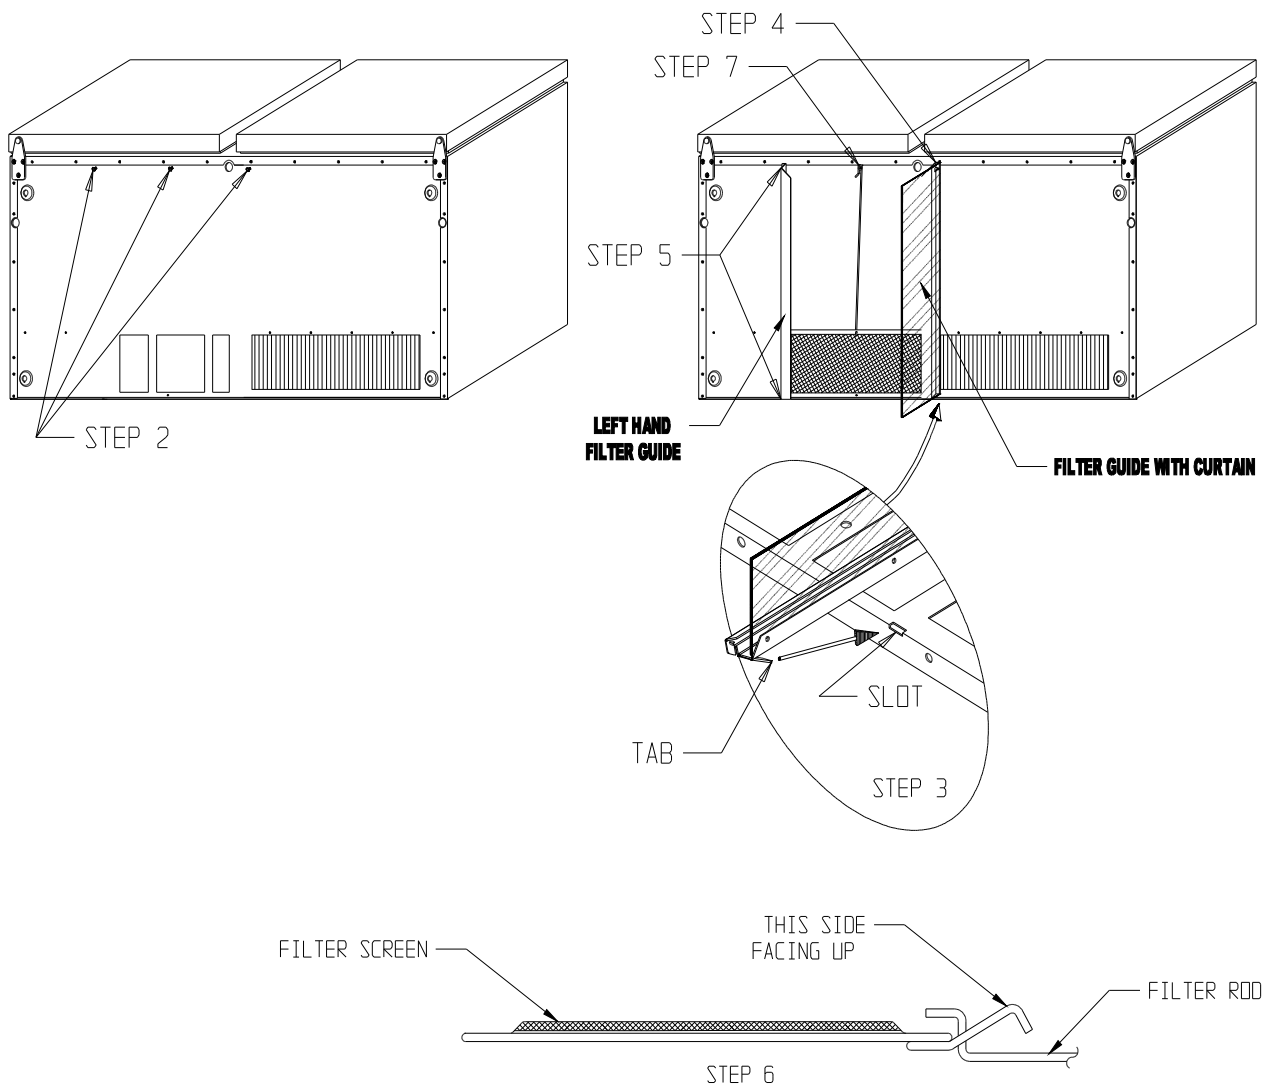 STEP 4
STEP 7
STEP 5
STEP 2
LEFT HAND
FILTER GUIDE
FILTER GUIDE WITH CURTAIN
SLOT
TAB
STEP 3
THIS SIDE
FACING UP
FILTER SCREEN
FILTER ROD
STEP 6